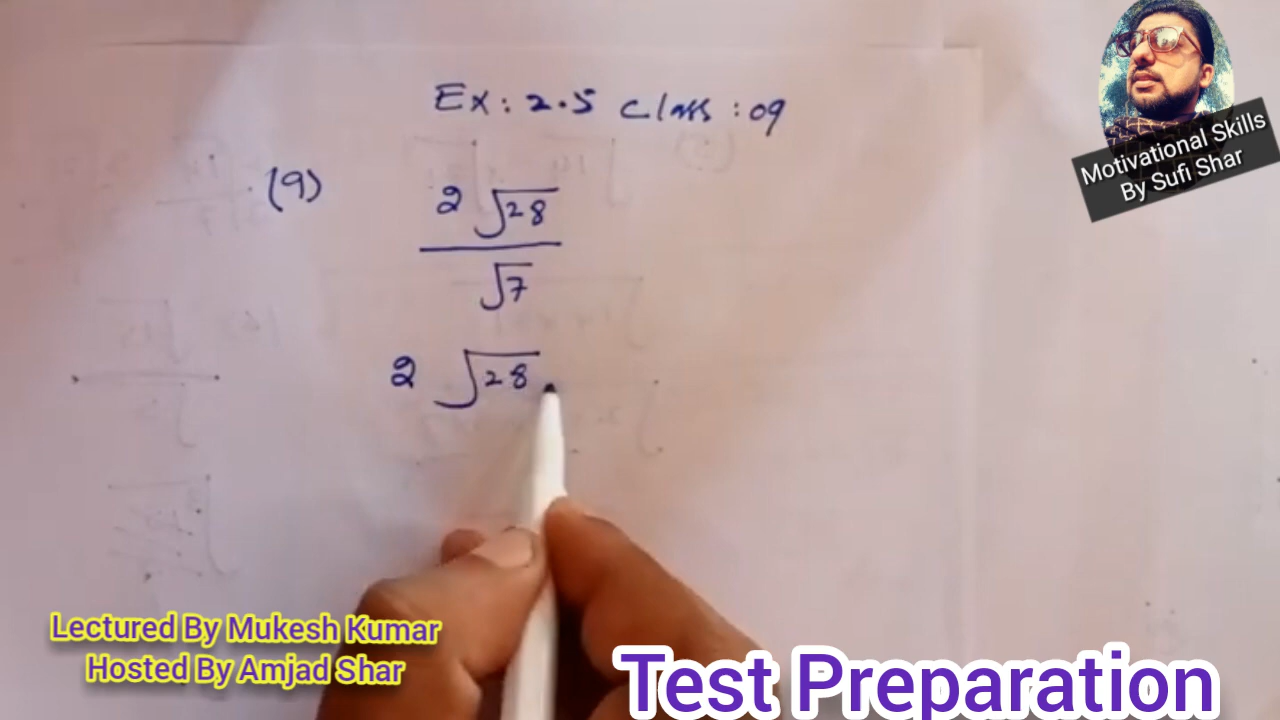 Ex: 2.5 Class: 09
(9) 2 √28
√7
2 √28
Motivational Skills
By Sufi Shar
Lectured By Mukesh Kumar
Hosted By Amjad Shar
Test Preparation